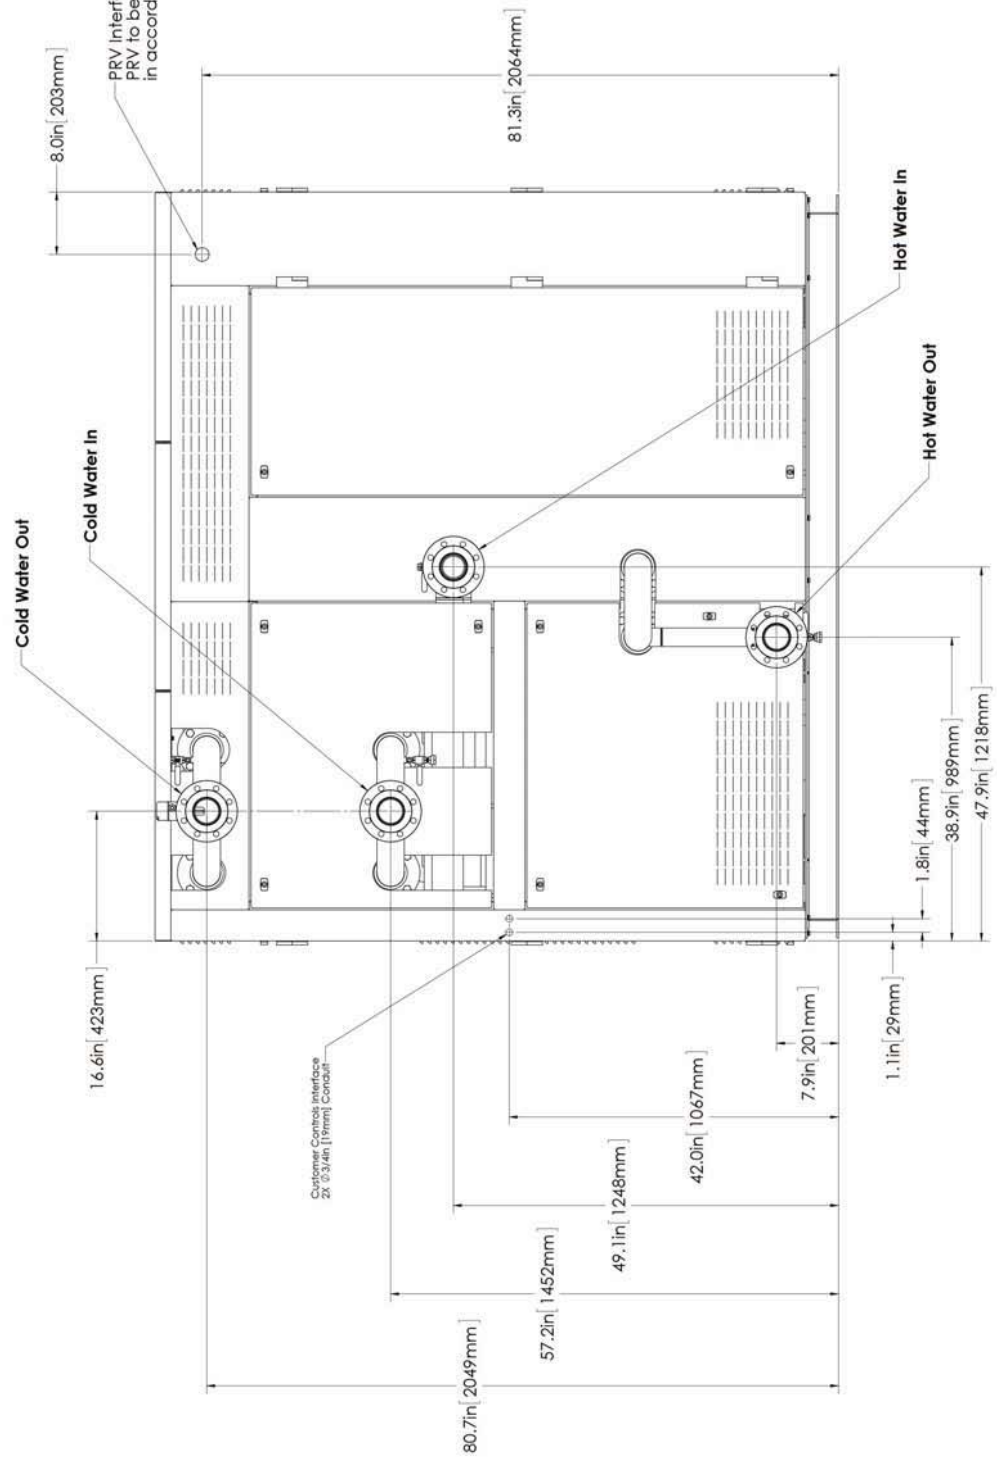 PRV Interf
PRV to be
in accord
8.0in[ 203mm]
81.3in[ 2064mm]
Hot Water In
Hot Water Out
Cold Water In
Cold Water Out
16.6in[ 423mm]
Customer Controls Interface
2X Ø3/4in [19mm] Conduit
47.9in[ 1218mm]
38.9in[ 989mm]
1.8in[ 44mm]
1.1in[ 29mm]
7.9in[ 201mm]
42.0in[ 1067mm]
49.1in[ 1248mm]
57.2in[ 1452mm]
80.7in[ 2049mm]